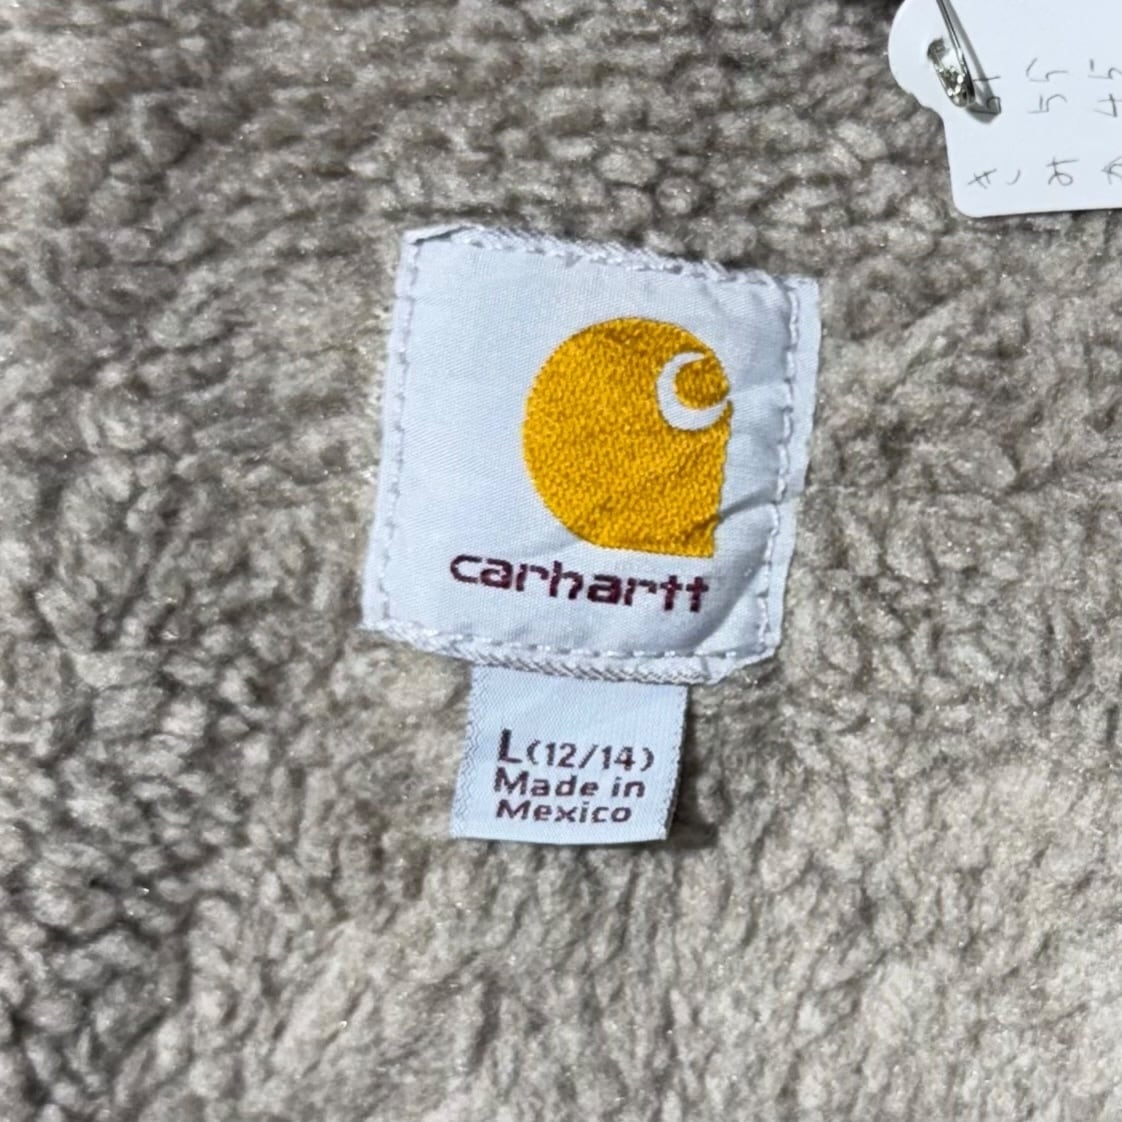 carhartt
L(12/14)
Made in
Mexico